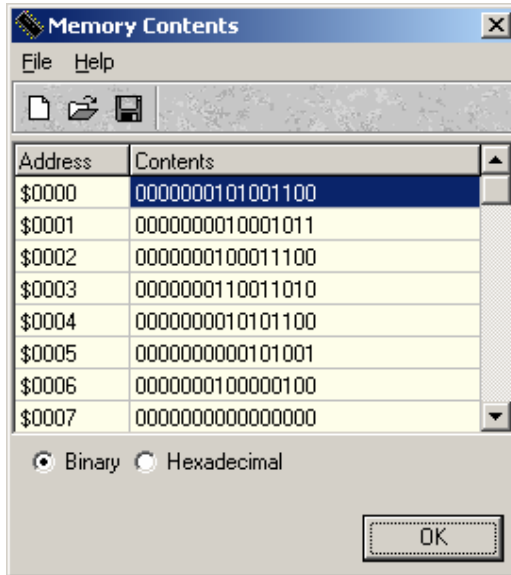 Memory Contents
File Help
Address Contents
$0000 0000000101001100
$0001 0000000010001011
$0002 0000000100011100
$0003 0000000110011010
$0004 0000000010101100
$0005 0000000000101001
$0006 0000000100000100
$0007 0000000000000000
Binary Hexadecimal
OK